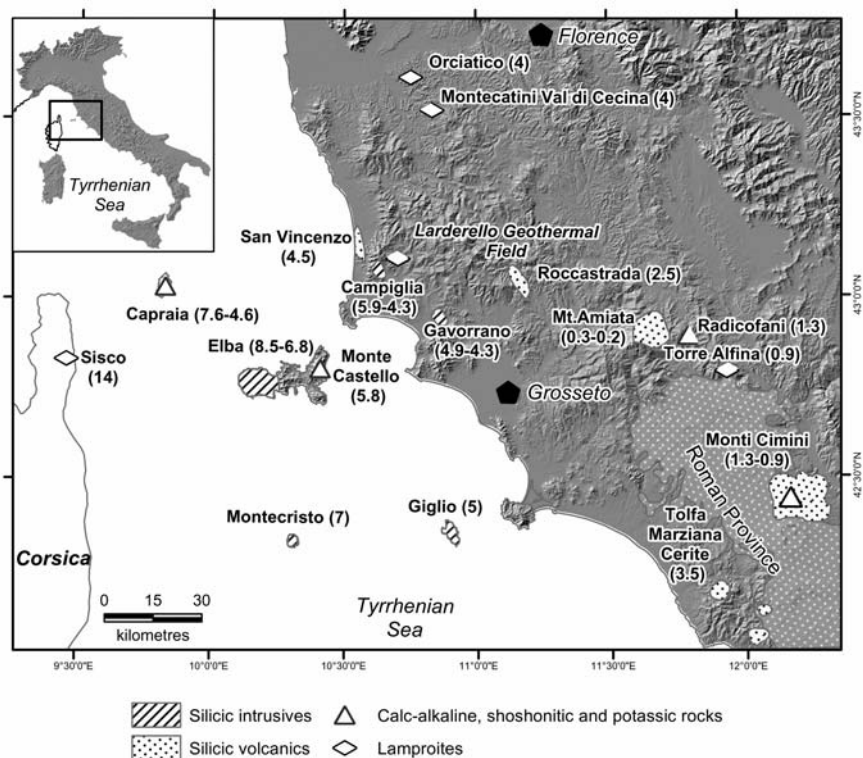 Florence
Orciatico (4)
Montecatini Val di Cecina (4)
43°30'0"N
Tyrrhenian
Sea
San Vincenzo
(4.5)
Larderello Geothermal
Field
Roccastrada (2.5)
43°0'0"N
Campiglia
(5.9-4.3)
Capraia (7.6-4.6)
Gavorrano
(4.9-4.3)
Mt.Amiata
(0.3-0.2)
Radicofani (1.3)
Torre Alfina (0.9)
Sisco
(14)
Elba (8.5-6.8)
Monte
Castello
(5.8)
Grosseto
Monti Cimini
(1.3-0.9)
42°30'0"N
Roman Province
Montecristo (7)
Giglio (5)
Tolfa
Marziana
Cerite
(3.5)
Corsica
0 15 30
kilometres
Tyrrhenian
Sea
9°30'0"E 10°0'0"E 10°30'0"E 11°0'0"E 11°30'0"E 12°0'0"E
Silicic intrusives Calc-alkaline, shoshonitic and potassic rocks
Silicic volcanics Lamproites